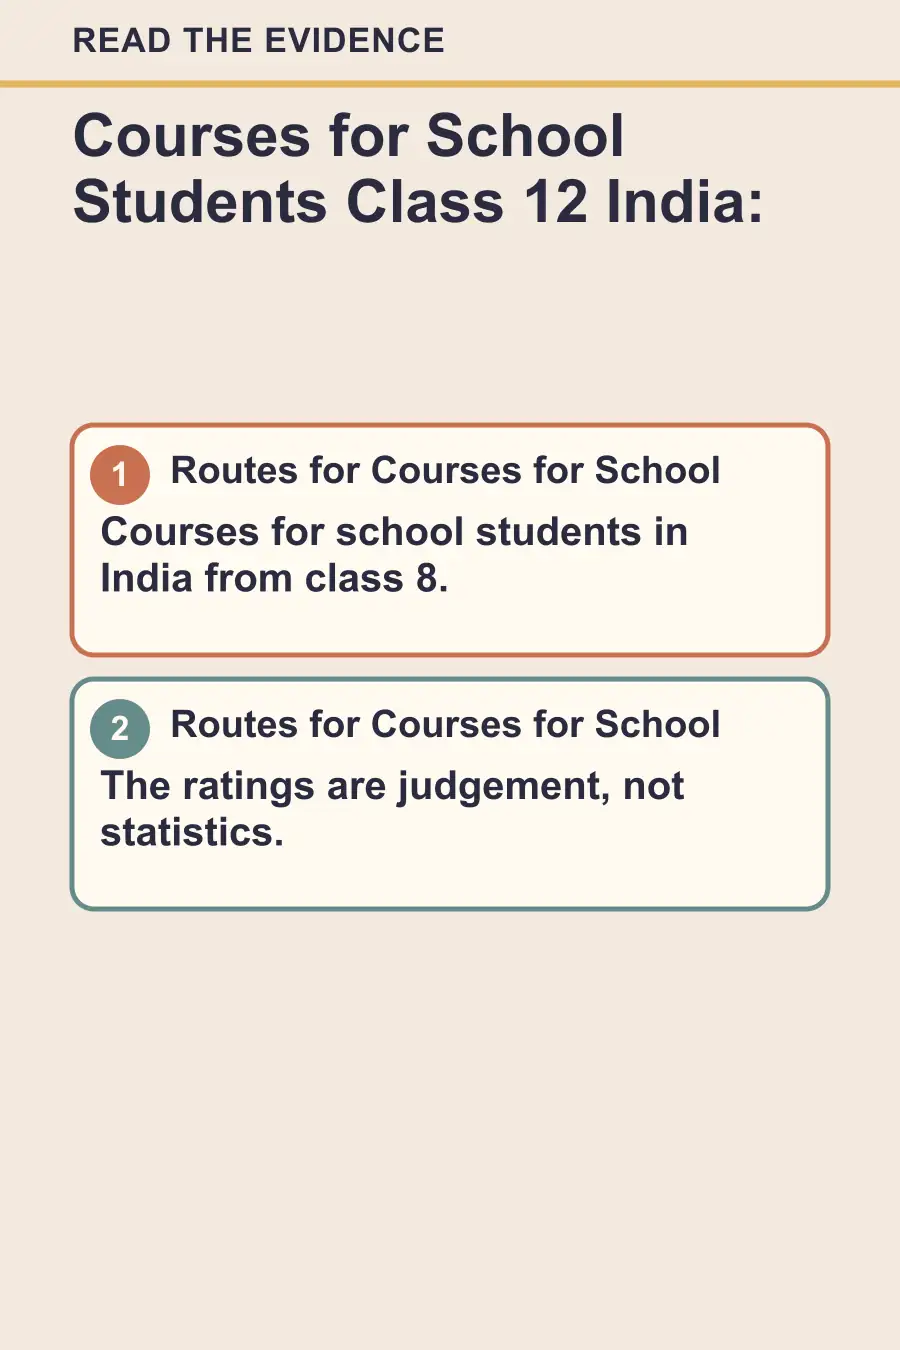 READ THE EVIDENCE
Courses for School
Students Class 12 India:
1 Routes for Courses for School
Courses for school students in
India from class 8.
2 Routes for Courses for School
The ratings are judgement, not
statistics.